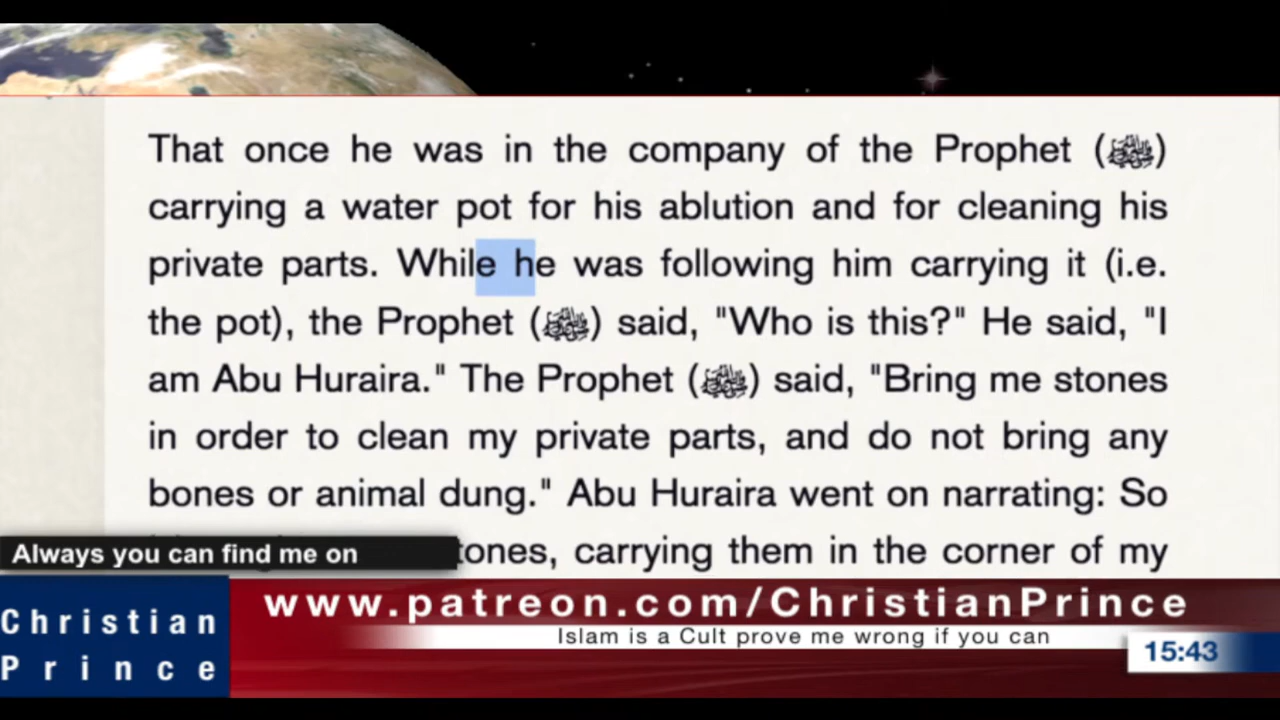 That once he was in the company of the Prophet (ﷺ)
carrying a water pot for his ablution and for cleaning his
private parts. While he was following him carrying it (i.e.
the pot), the Prophet (ﷺ) said, "Who is this?" He said, "I
am Abu Huraira." The Prophet (ﷺ) said, "Bring me stones
in order to clean my private parts, and do not bring any
bones or animal dung." Abu Huraira went on narrating: So
tones, carrying them in the corner of my
Always you can find me on
Christian
Prince
www.patreon.com/ChristianPrince
Islam is a Cult prove me wrong if you can
15:43